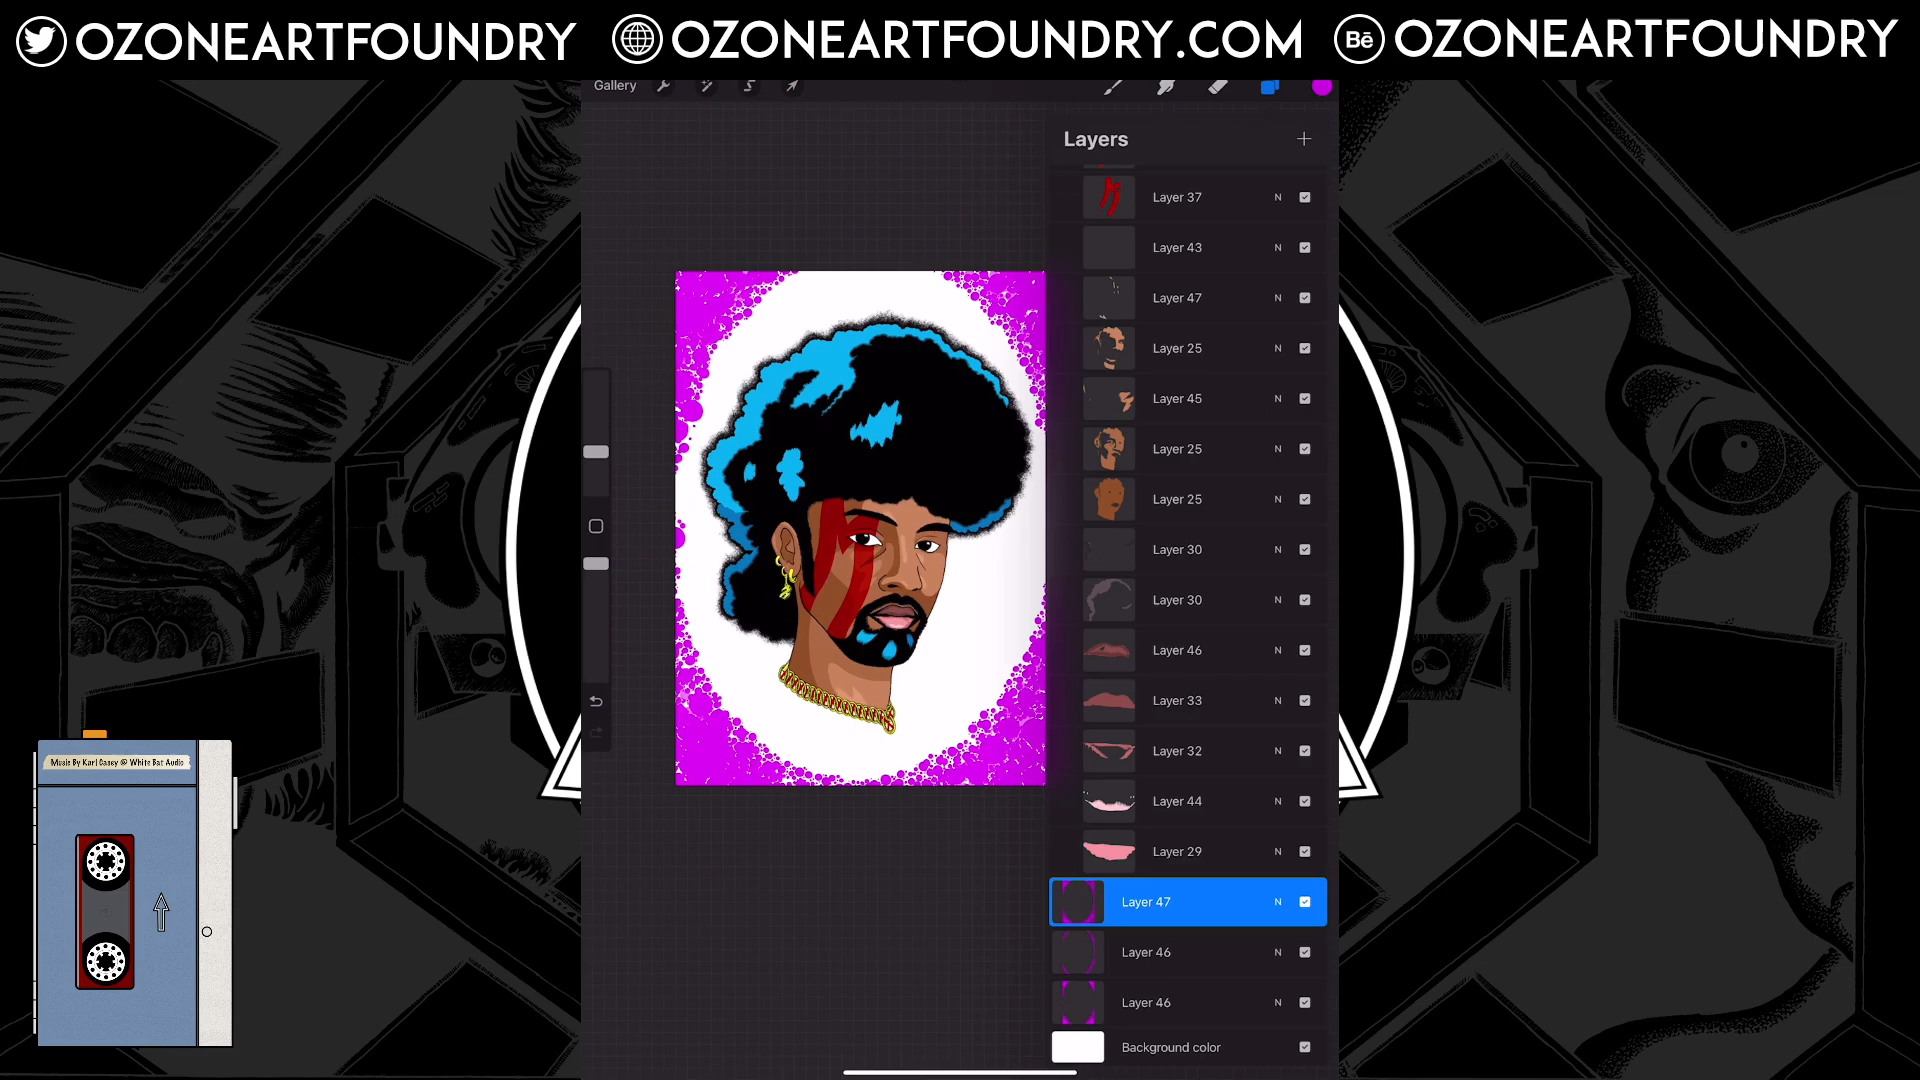 OZONEARTFOUNDRY OZONEARTFOUNDRY.COM Bē OZONEARTFOUNDRY
Gallery
Layers
Layer 37 N
Layer 43 N
Layer 47 N
Layer 25 N
Layer 45 N
Layer 25 N
Layer 25 N
Layer 30 N
Layer 30 N
Layer 46 N
Layer 33 N
Layer 32 N
Layer 44 N
Layer 29 N
Layer 47 N
Layer 46 N
Layer 46 N
Background color
Music By Karl Casey @ White Bat Audio